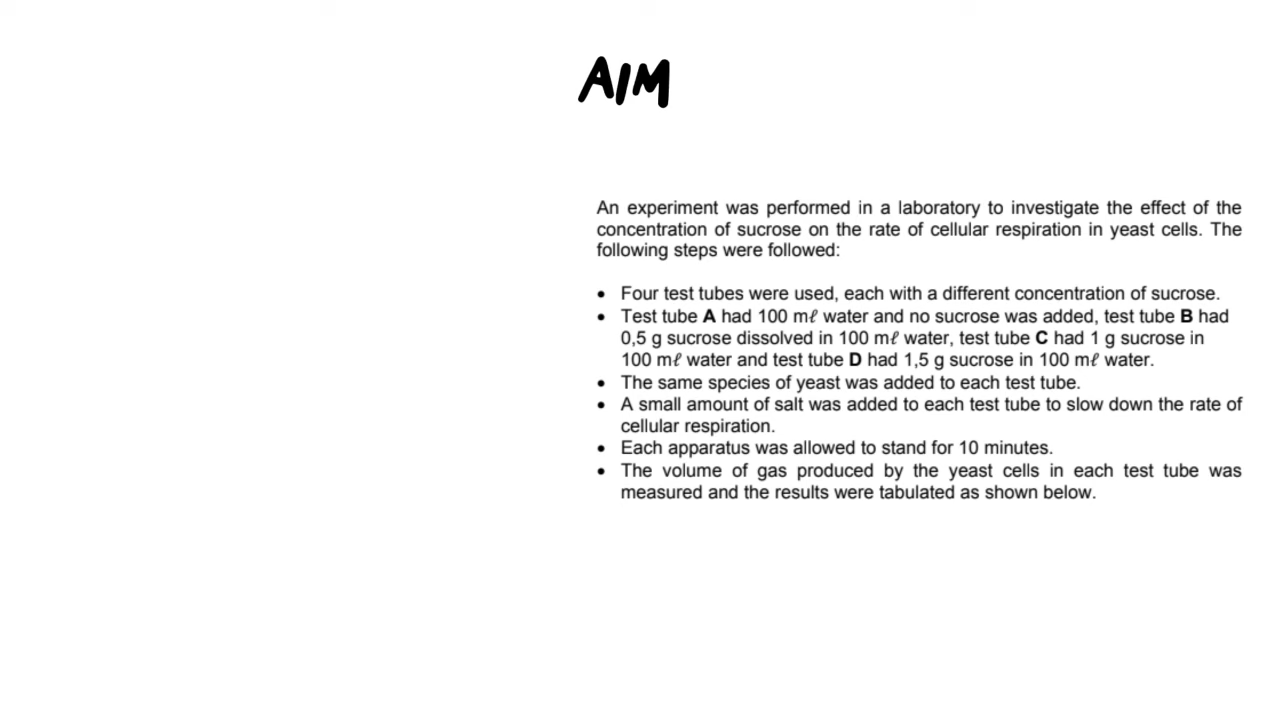 AIM
An experiment was performed in a laboratory to investigate the effect of the
concentration of sucrose on the rate of cellular respiration in yeast cells. The
following steps were followed:
• Four test tubes were used, each with a different concentration of sucrose.
• Test tube A had 100 mℓ water and no sucrose was added, test tube B had
0,5 g sucrose dissolved in 100 mℓ water, test tube C had 1 g sucrose in
100 mℓ water and test tube D had 1,5 g sucrose in 100 mℓ water.
• The same species of yeast was added to each test tube.
• A small amount of salt was added to each test tube to slow down the rate of
cellular respiration.
• Each apparatus was allowed to stand for 10 minutes.
• The volume of gas produced by the yeast cells in each test tube was
measured and the results were tabulated as shown below.